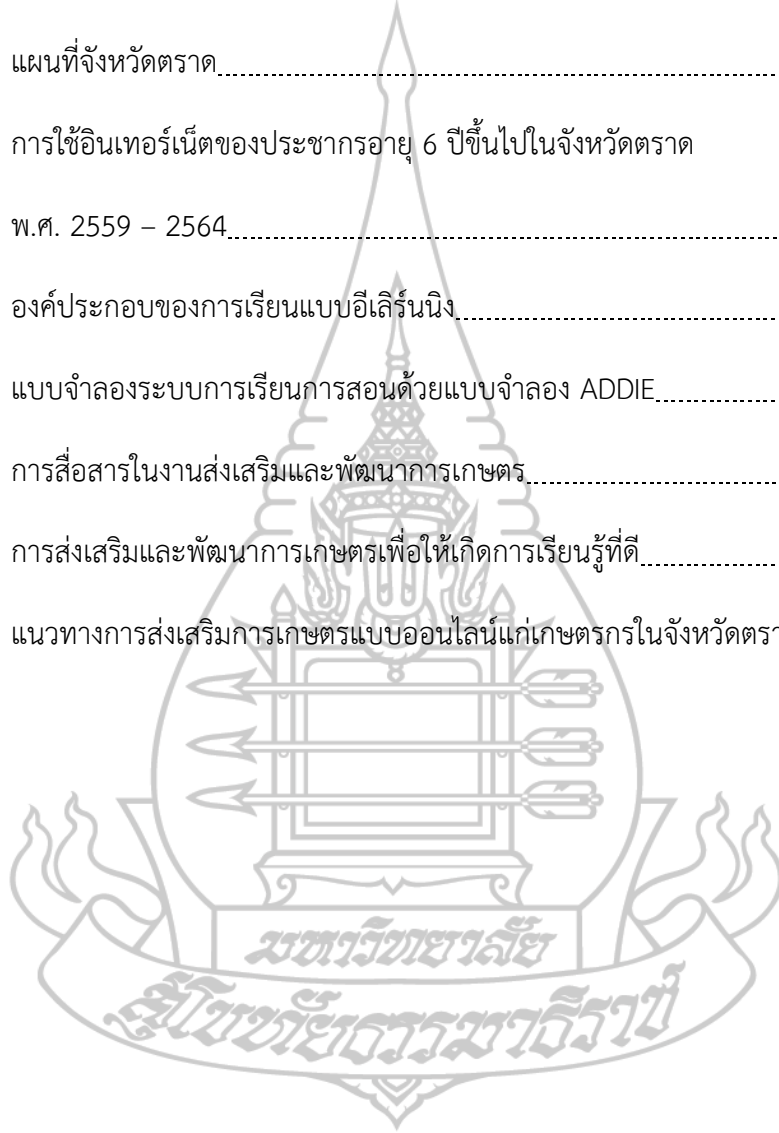 แผนที่จังหวัดตราด
การใช้อินเทอร์เน็ตของประชากรอายุ 6 ปีขึ้นไปในจังหวัดตราด
พ.ศ. 2559 – 2564
องค์ประกอบของการเรียนแบบอีเลิร์นนิง
แบบจำลองระบบการเรียนการสอนด้วยแบบจำลอง ADDIE
การสื่อสารในงานส่งเสริมและพัฒนาการเกษตร
การส่งเสริมและพัฒนาการเกษตรเพื่อให้เกิดการเรียนรู้ที่ดี
แนวทางการส่งเสริมการเกษตรแบบออนไลน์แก่เกษตรกรในจังหวัดตรา
มหาวิทยาลัย
สุโขทัยธรรมาธิราช